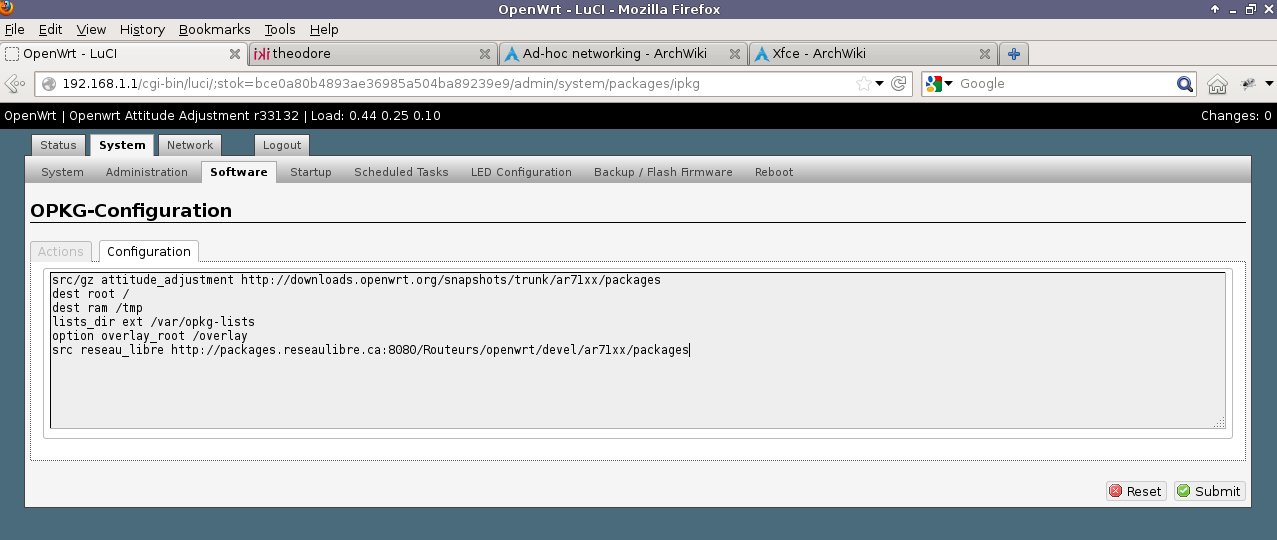 OpenWrt - LuCI - Mozilla Firefox
File Edit View History Bookmarks Tools Help
OpenWrt - LuCI iki theodore Ad-hoc networking - ArchWiki Xfce - ArchWiki
192.168.1.1/cgi-bin/luci/;stok=bce0a80b4893ae36985a504ba89239e9/admin/system/packages/ipkg Google
OpenWrt | Openwrt Attitude Adjustment r33132 | Load: 0.44 0.25 0.10 Changes: 0
Status System Network Logout
System Administration Software Startup Scheduled Tasks LED Configuration Backup / Flash Firmware Reboot
OPKG-Configuration
Actions Configuration
src/gz attitude_adjustment http://downloads.openwrt.org/snapshots/trunk/ar71xx/packages
dest root /
dest ram /tmp
lists_dir ext /var/opkg-lists
option overlay_root /overlay
src reseau_libre http://packages.reseaulibre.ca:8080/Routeurs/openwrt/devel/ar71xx/packages
Reset Submit